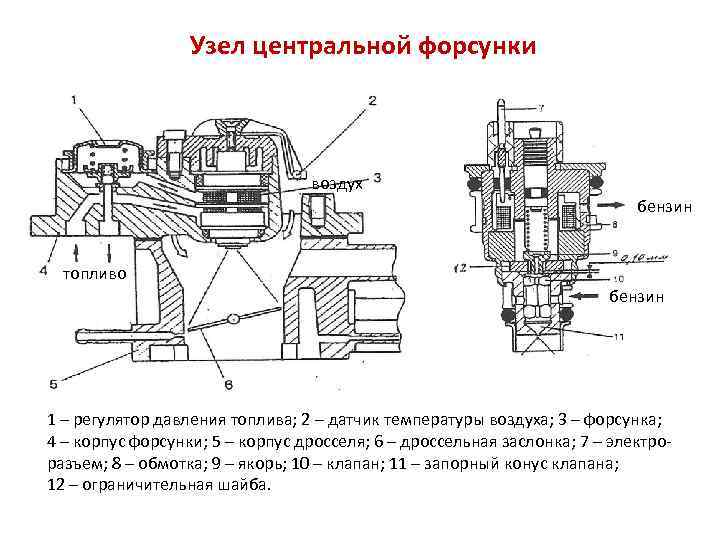 Узел центральной форсунки
1
2
7
воздух
3
бензин
8
4
9
0,16 мм
12
топливо
10
бензин
11
5
6
1 – регулятор давления топлива; 2 – датчик температуры воздуха; 3 – форсунка;
4 – корпус форсунки; 5 – корпус дросселя; 6 – дроссельная заслонка; 7 – электро-
разъем; 8 – обмотка; 9 – якорь; 10 – клапан; 11 – запорный конус клапана;
12 – ограничительная шайба.